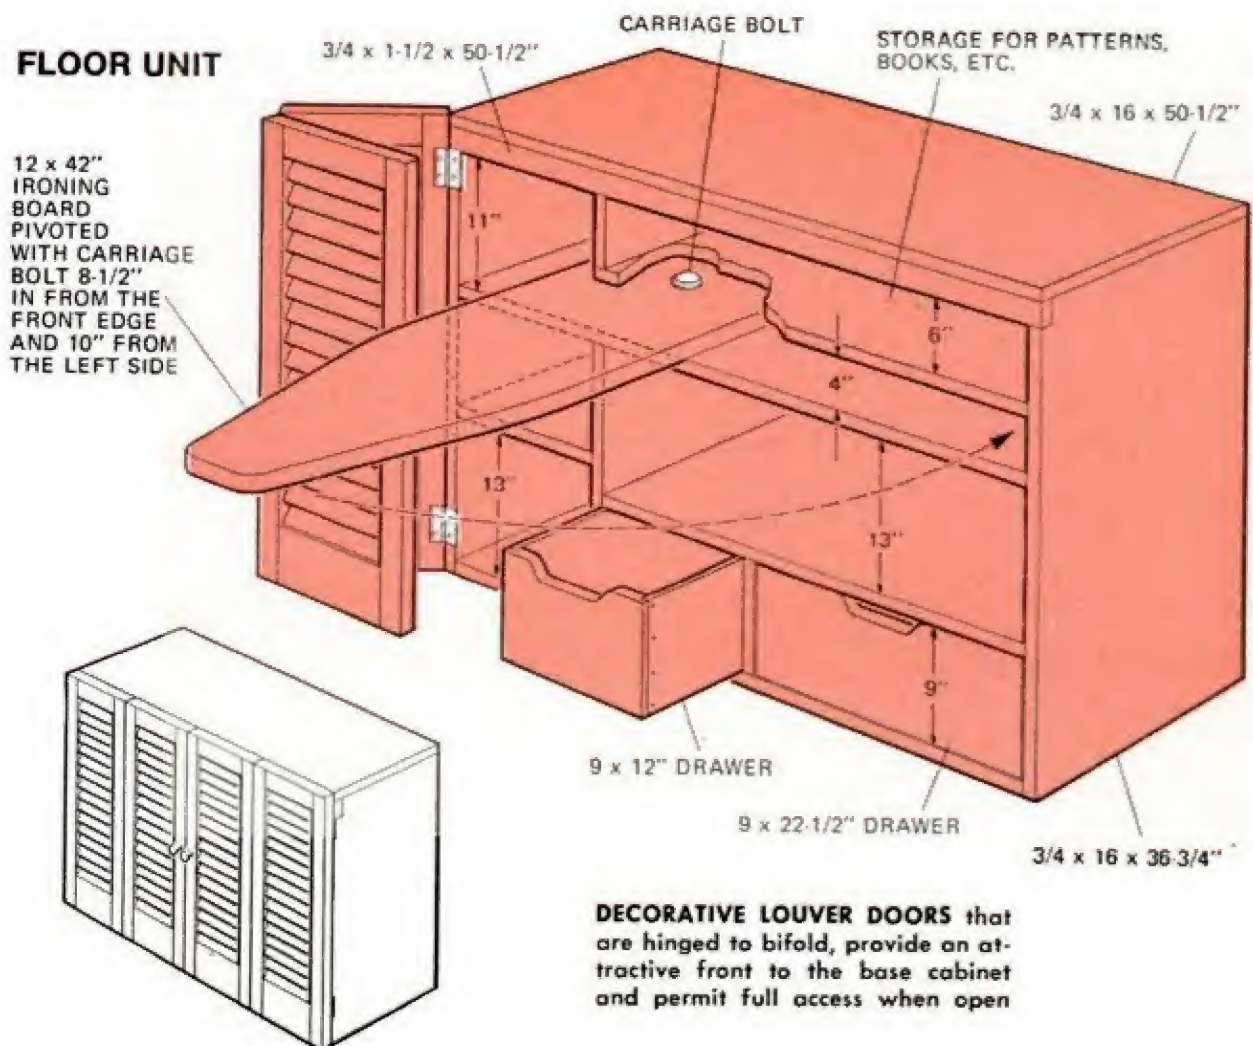 FLOOR UNIT
3/4 x 1-1/2 x 50-1/2"
CARRIAGE BOLT
STORAGE FOR PATTERNS,
BOOKS, ETC.
3/4 x 16 x 50-1/2"
12 x 42"
IRONING
BOARD
PIVOTED
WITH CARRIAGE
BOLT 8-1/2"
IN FROM THE
FRONT EDGE
AND 10" FROM
THE LEFT SIDE
11"
6"
4"
13"
13"
9"
9 x 12" DRAWER
9 x 22-1/2" DRAWER
3/4 x 16 x 36-3/4"
DECORATIVE LOUVER DOORS that
are hinged to bifold, provide an at-
tractive front to the base cabinet
and permit full access when open